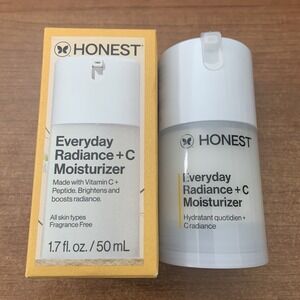 HONEST
Everyday
Radiance + C
Moisturizer
Made with Vitamin C +
Peptide. Brightens and
boosts radiance.
All skin types
Fragrance Free
1.7 fl. oz. / 50 mL
HONEST
Everyday
Radiance + C
Moisturizer
Hydratant quotidien +
C radiance